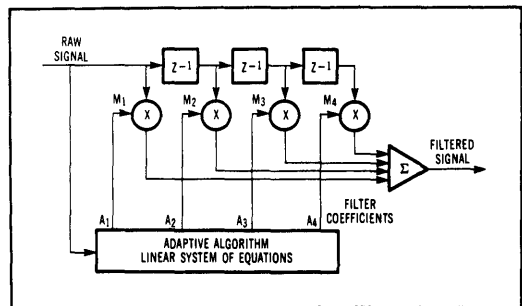 RAW
SIGNAL
Z-1 Z-1 Z-1
M1 M2 M3 M4
X X X X
FILTERED
SIGNAL
Σ
FILTER
COEFFICIENTS
A1 A2 A3 A4
ADAPTIVE ALGORITHM
LINEAR SYSTEM OF EQUATIONS